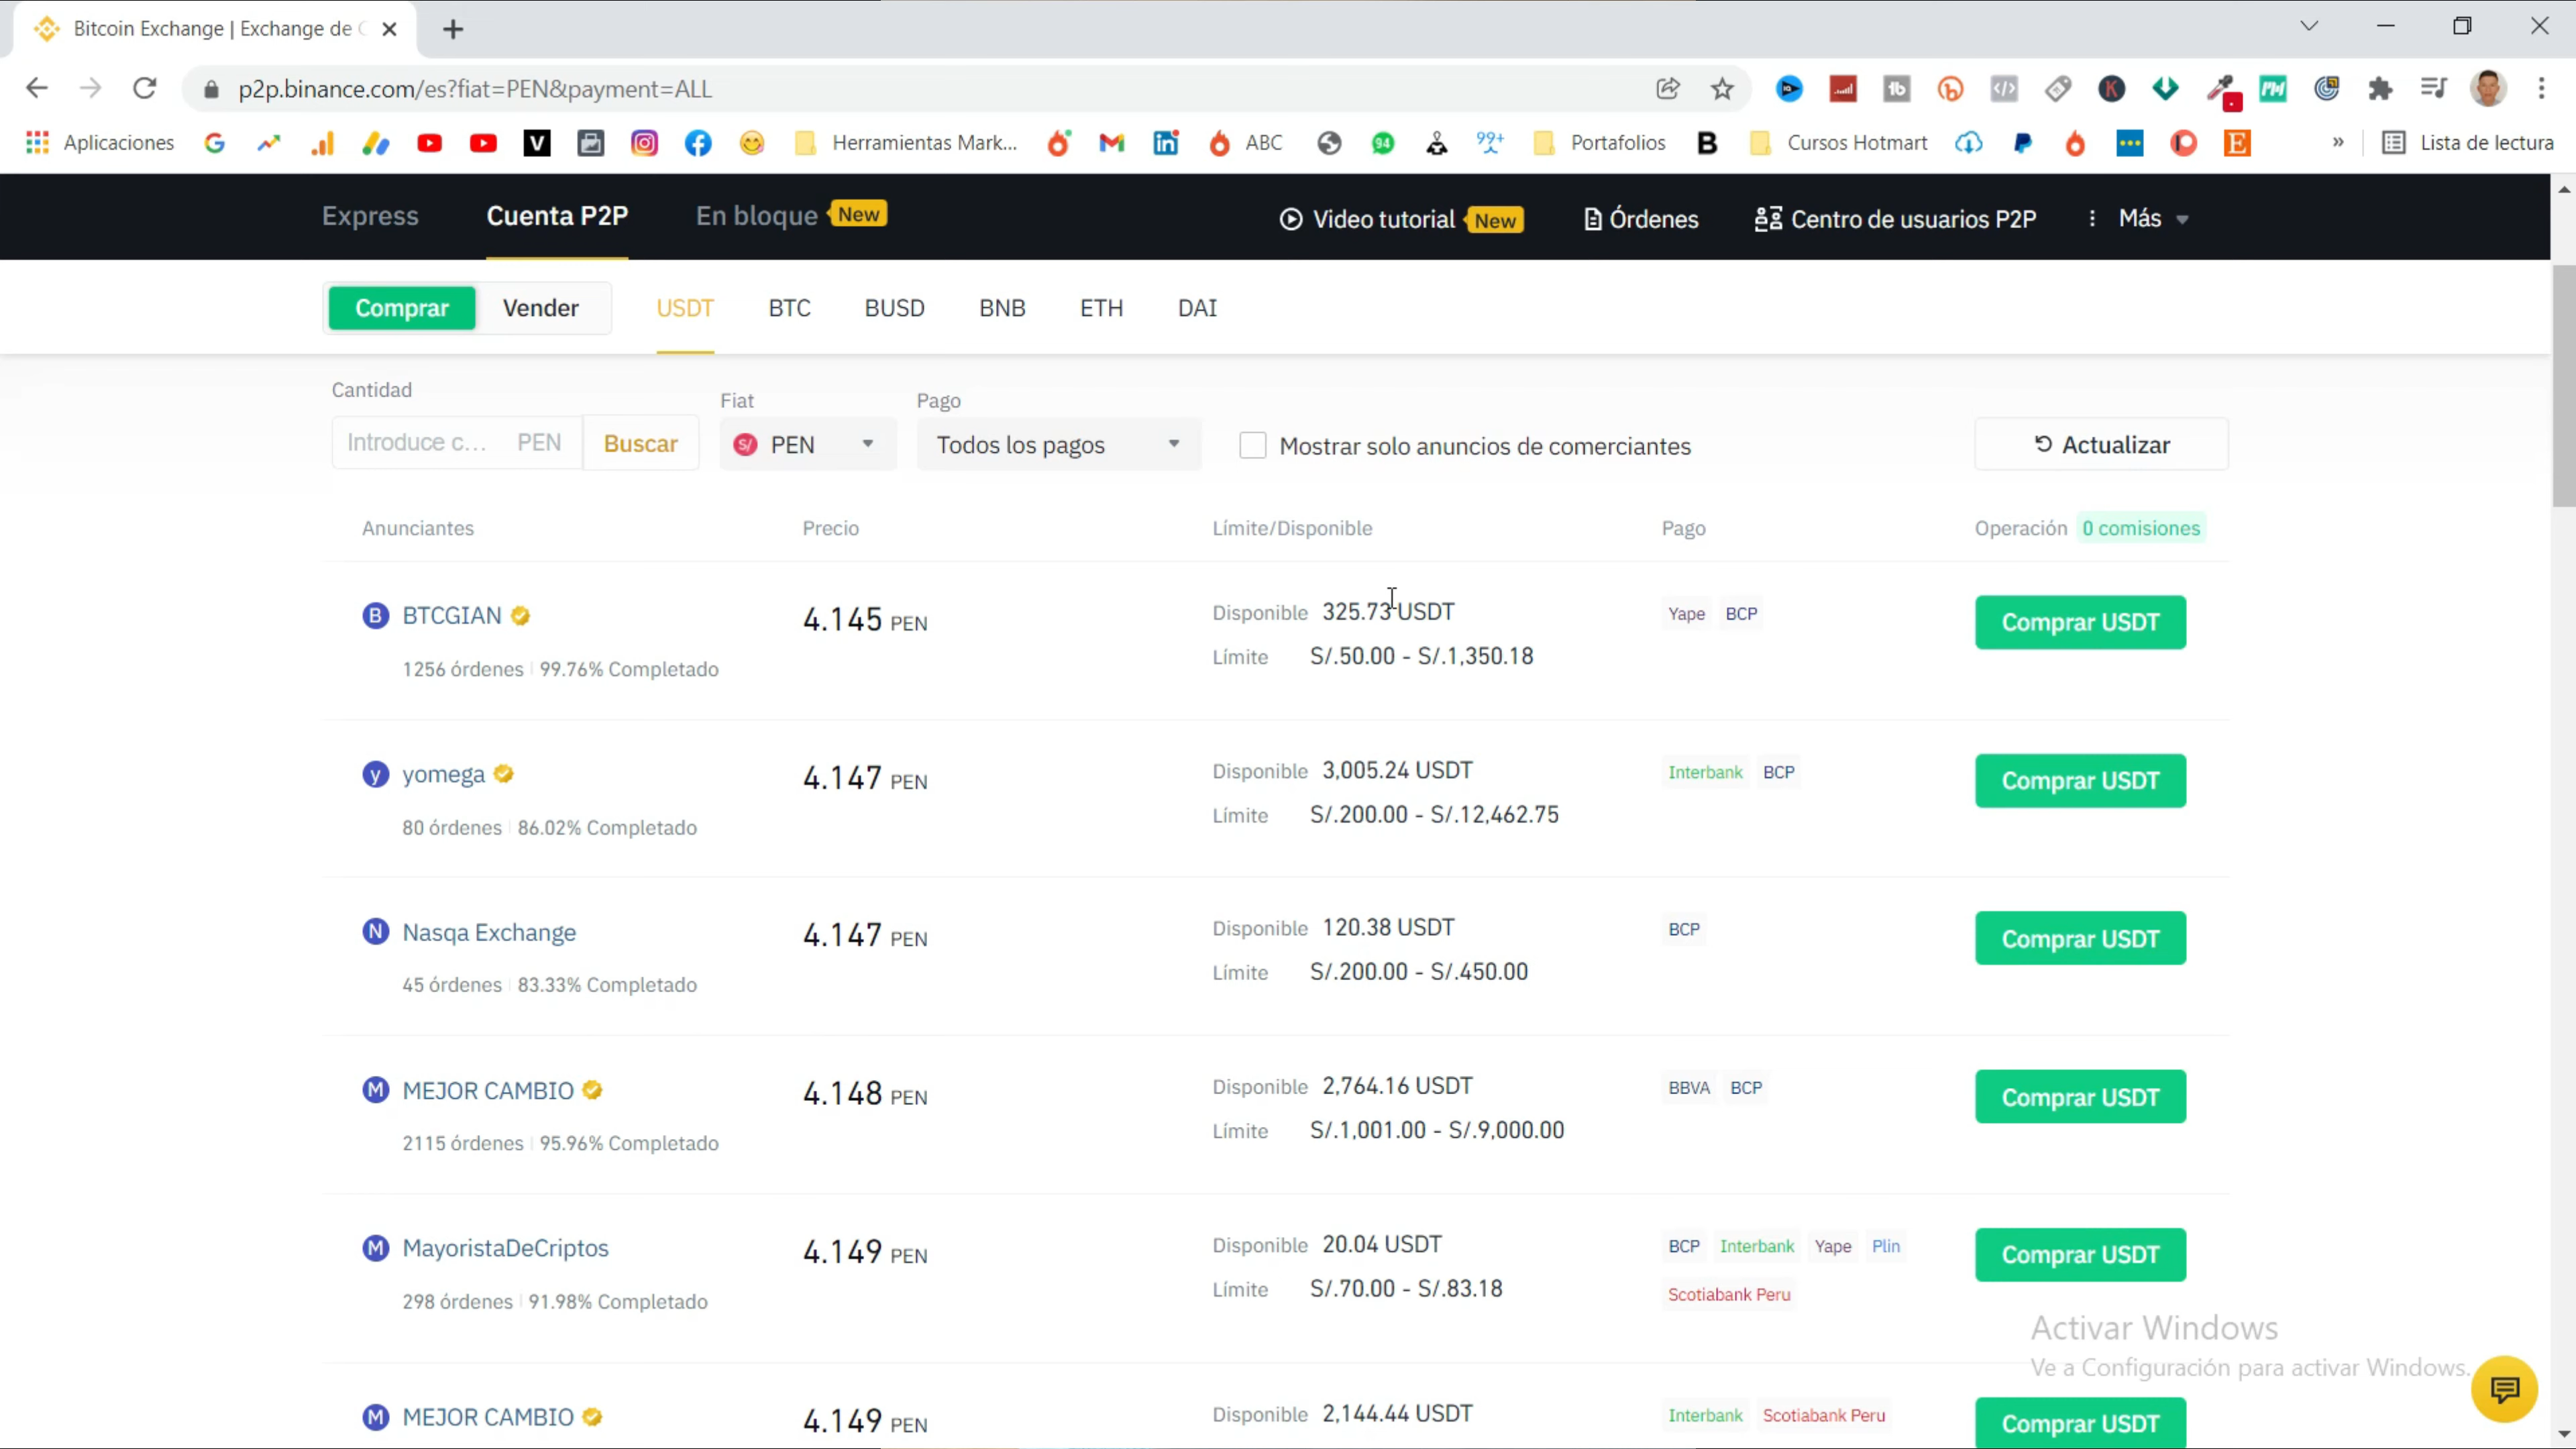 Bitcoin Exchange | Exchange de C
p2p.binance.com/es?fiat=PEN&payment=ALL
Aplicaciones Herramientas Mark... ABC 94 99+ Portafolios Cursos Hotmart » Lista de lectura
Express Cuenta P2P En bloque New Video tutorial New Órdenes Centro de usuarios P2P Más
Comprar Vender USDT BTC BUSD BNB ETH DAI
Cantidad Fiat Pago
Introduce c... PEN Buscar S/ PEN Todos los pagos Mostrar solo anuncios de comerciantes Actualizar
Anunciantes Precio Límite/Disponible Pago Operación 0 comisiones
B BTCGIAN 4.145 PEN Disponible 325.73 USDT Yape BCP Comprar USDT
1256 órdenes 99.76% Completado Límite S/.50.00 - S/.1,350.18
y yomega 4.147 PEN Disponible 3,005.24 USDT Interbank BCP Comprar USDT
80 órdenes 86.02% Completado Límite S/.200.00 - S/.12,462.75
N Nasqa Exchange 4.147 PEN Disponible 120.38 USDT BCP Comprar USDT
45 órdenes 83.33% Completado Límite S/.200.00 - S/.450.00
M MEJOR CAMBIO 4.148 PEN Disponible 2,764.16 USDT BBVA BCP Comprar USDT
2115 órdenes 95.96% Completado Límite S/.1,001.00 - S/.9,000.00
M MayoristaDeCriptos 4.149 PEN Disponible 20.04 USDT BCP Interbank Yape Plin Comprar USDT
298 órdenes 91.98% Completado Límite S/.70.00 - S/.83.18 Scotiabank Peru
Activar Windows
Ve a Configuración para activar Windows.
M MEJOR CAMBIO 4.149 PEN Disponible 2,144.44 USDT Interbank Scotiabank Peru Comprar USDT